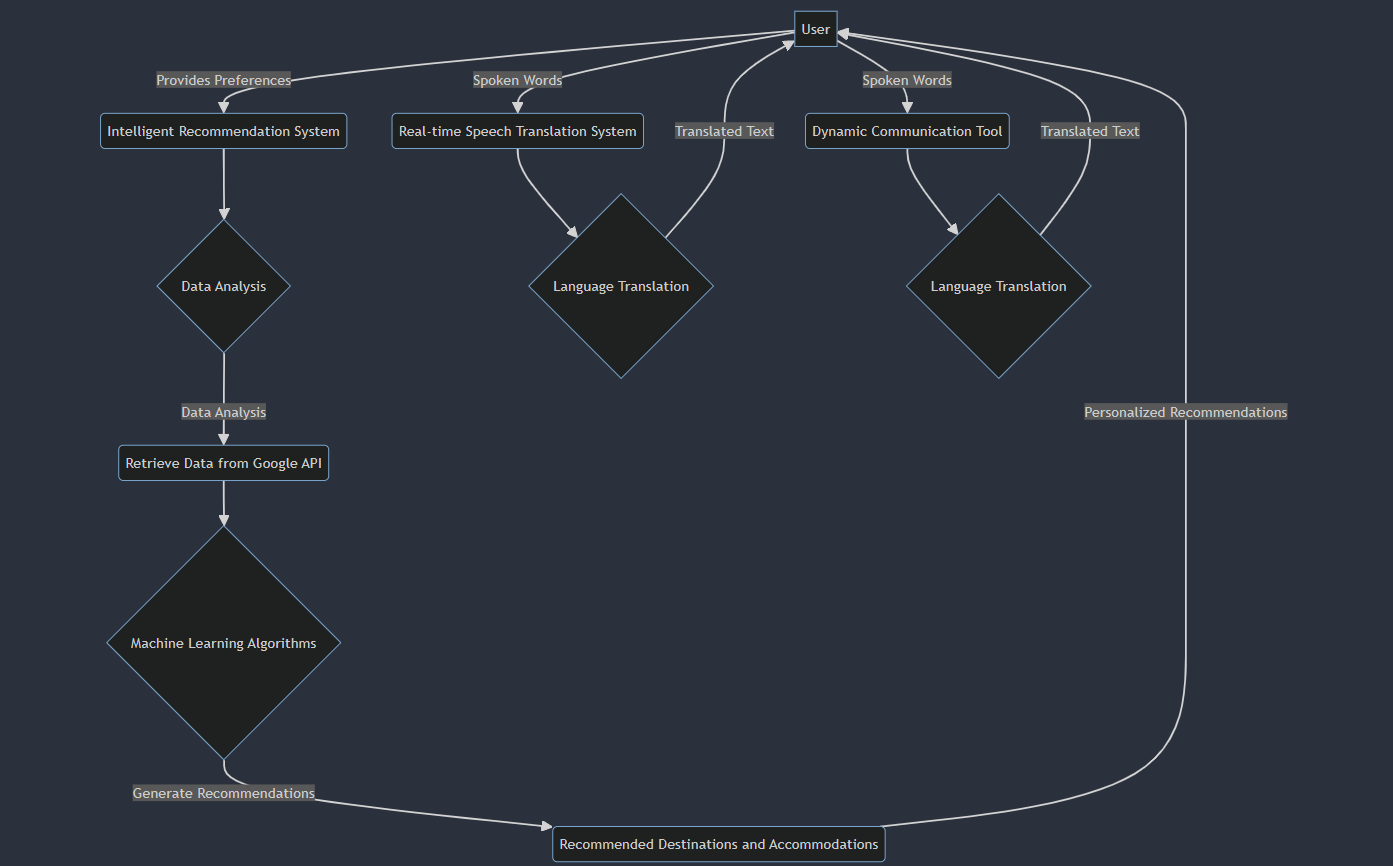 User
Provides Preferences
Spoken Words
Spoken Words
Intelligent Recommendation System
Real-time Speech Translation System
Translated Text
Dynamic Communication Tool
Translated Text
Data Analysis
Language Translation
Language Translation
Data Analysis
Personalized Recommendations
Retrieve Data from Google API
Machine Learning Algorithms
Generate Recommendations
Recommended Destinations and Accommodations